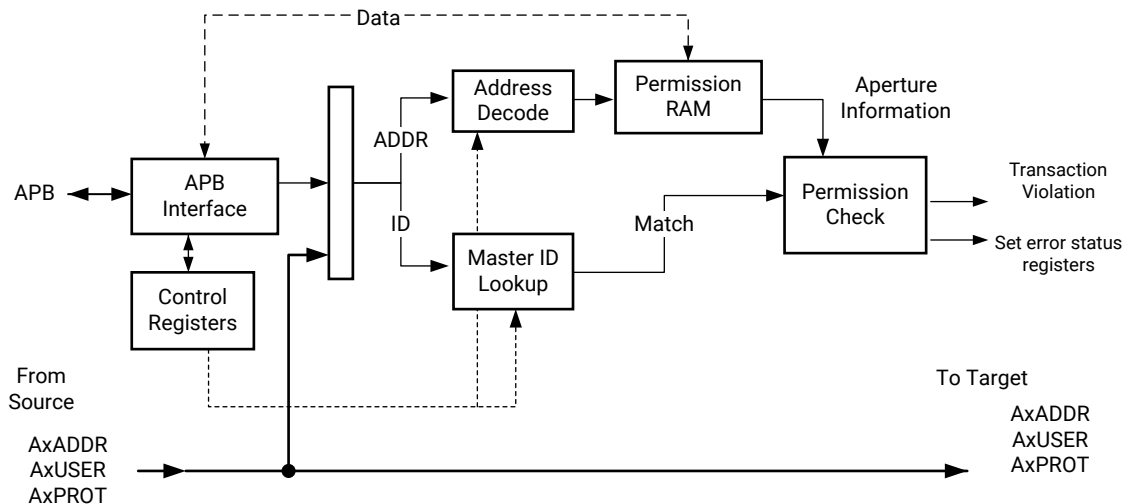 Data
Address
Decode
Permission
RAM
Aperture
Information
ADDR
APB
APB
Interface
ID
Master ID
Lookup
Match
Permission
Check
Transaction
Violation
Set error status
registers
Control
Registers
From
Source
To Target
AxADDR
AxUSER
AxPROT
AxADDR
AxUSER
AxPROT